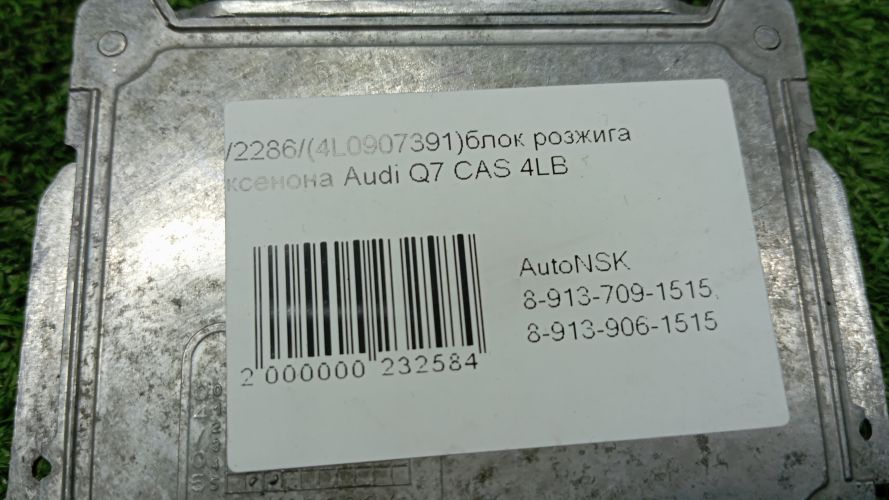 /2286/(4L0907391)блок розжига
ксенона Audi Q7 CAS 4LB
AutoNSK
8-913-709-1515,
8-913-906-1515
2 000000 232584